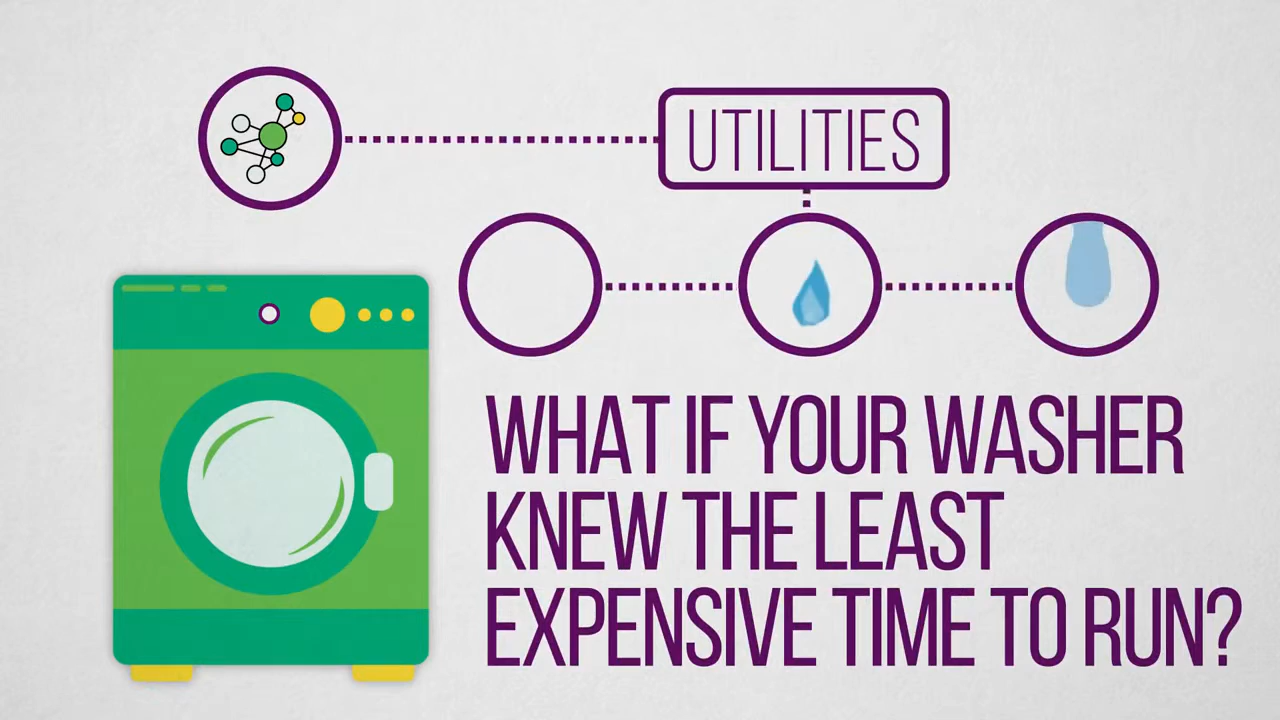 UTILITIES
WHAT IF YOUR WASHER
KNEW THE LEAST
EXPENSIVE TIME TO RUN?